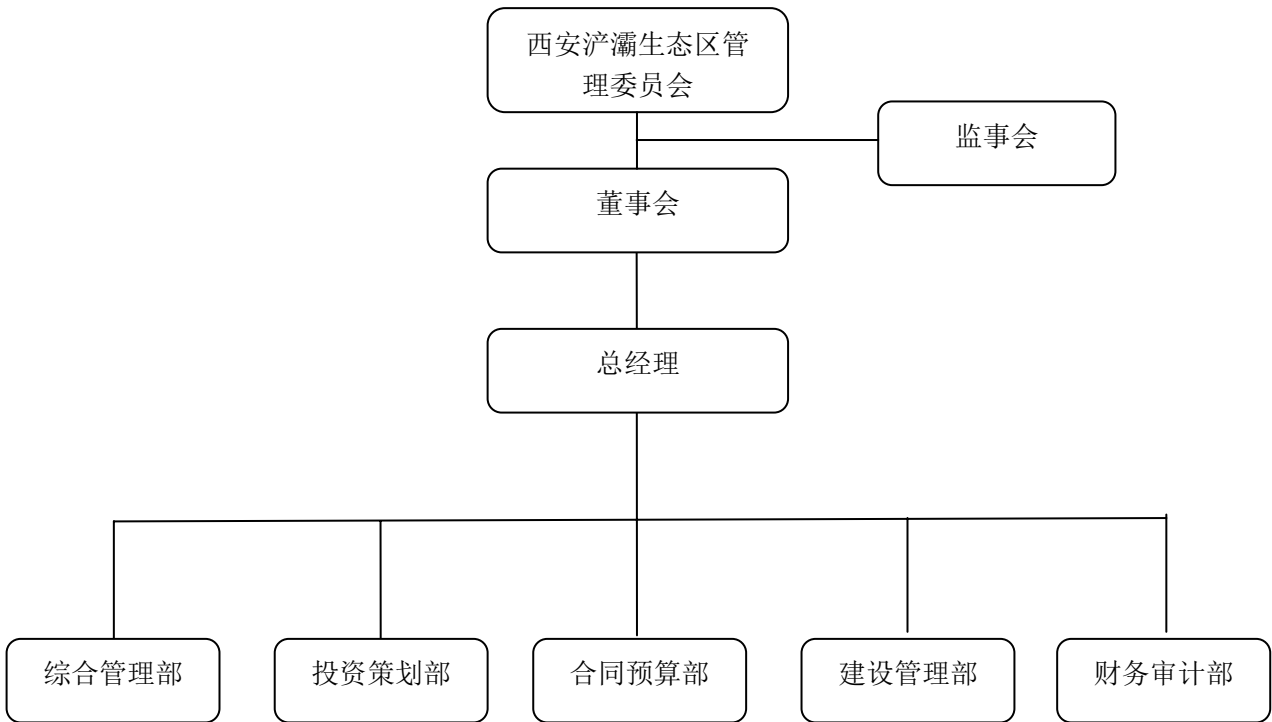 西安浐灞生态区管
理委员会
监事会
董事会
总经理
综合管理部
投资策划部
合同预算部
建设管理部
财务审计部